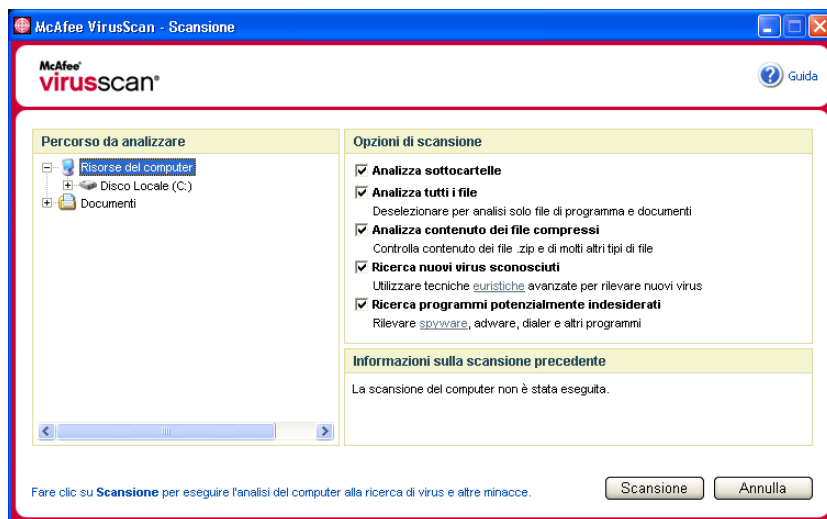 McAfee VirusScan - Scansione
McAfee®
virusscan®
Guida
Percorso da analizzare
Risorse del computer
Disco Locale (C:)
Documenti
Opzioni di scansione
Analizza sottocartelle
Analizza tutti i file
Deselezionare per analisi solo file di programma e documenti
Analizza contenuto dei file compressi
Controlla contenuto dei file .zip e di molti altri tipi di file
Ricerca nuovi virus sconosciuti
Utilizzare tecniche euristiche avanzate per rilevare nuovi virus
Ricerca programmi potenzialmente indesiderati
Rilevare spyware, adware, dialer e altri programmi
Informazioni sulla scansione precedente
La scansione del computer non è stata eseguita.
Fare clic su Scansione per eseguire l'analisi del computer alla ricerca di virus e altre minacce.
Scansione
Annulla